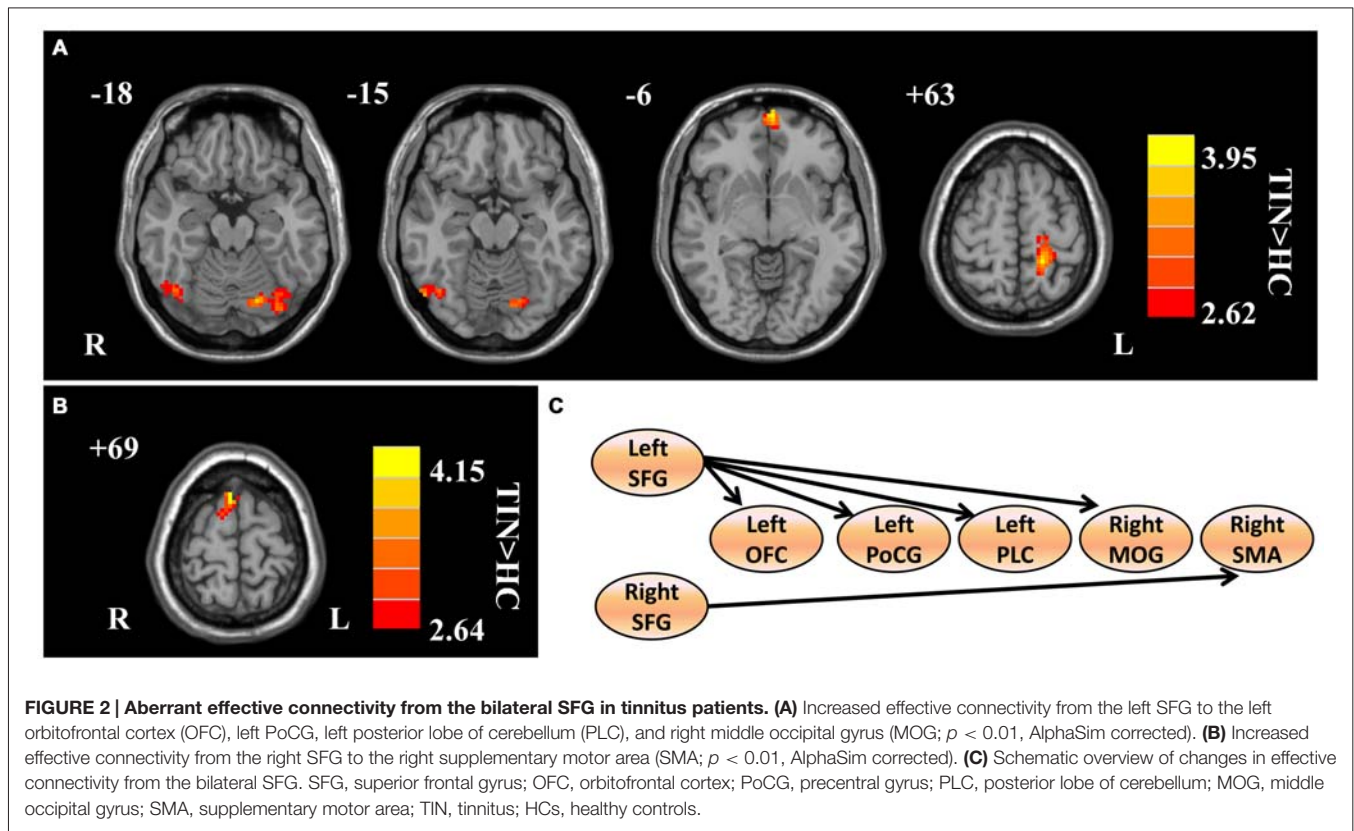 A
-18
-15
-6
+63
3.95
2.62
TIN>HC
R
L
B
+69
4.15
2.64
TIN>HC
R
L
C
Left
SFG
Left
OFC
Left
PoCG
Left
PLC
Right
MOG
Right
SMA
Right
SFG
FIGURE 2 | Aberrant effective connectivity from the bilateral SFG in tinnitus patients. (A) Increased effective connectivity from the left SFG to the left
orbitofrontal cortex (OFC), left PoCG, left posterior lobe of cerebellum (PLC), and right middle occipital gyrus (MOG; p < 0.01, AlphaSim corrected). (B) Increased
effective connectivity from the right SFG to the right supplementary motor area (SMA; p < 0.01, AlphaSim corrected). (C) Schematic overview of changes in effective
connectivity from the bilateral SFG. SFG, superior frontal gyrus; OFC, orbitofrontal cortex; PoCG, precentral gyrus; PLC, posterior lobe of cerebellum; MOG, middle
occipital gyrus; SMA, supplementary motor area; TIN, tinnitus; HCs, healthy controls.